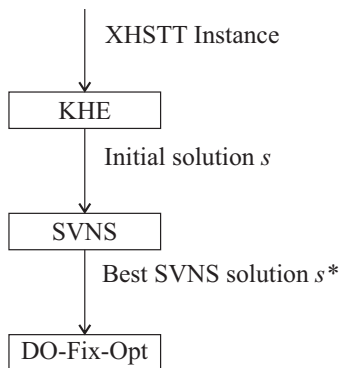 XHSTT Instance
KHE
Initial solution s
SVNS
Best SVNS solution s*
DO-Fix-Opt